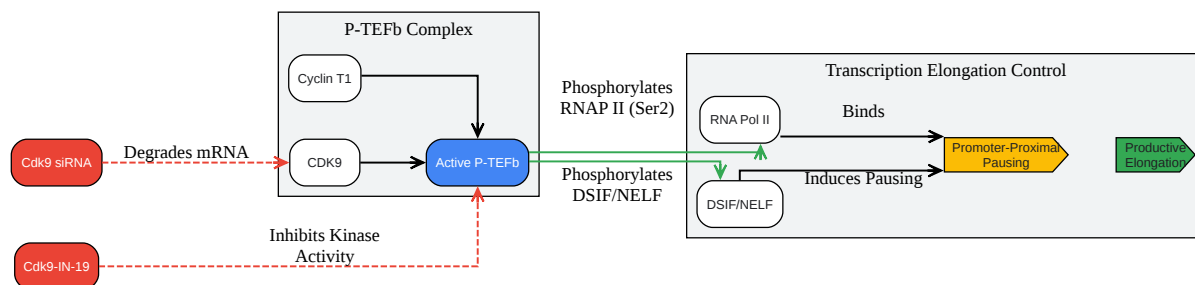 P-TEFb Complex
Cyclin T1
CDK9
Active P-TEFb
Cdk9 siRNA
Degrades mRNA
Cdk9-IN-19
Inhibits Kinase
Activity
Phosphorylates
RNAP II (Ser2)
Phosphorylates
DSIF/NELF
Transcription Elongation Control
RNA Pol II
Binds
DSIF/NELF
Induces Pausing
Promoter-Proximal
Pausing
Productive
Elongation